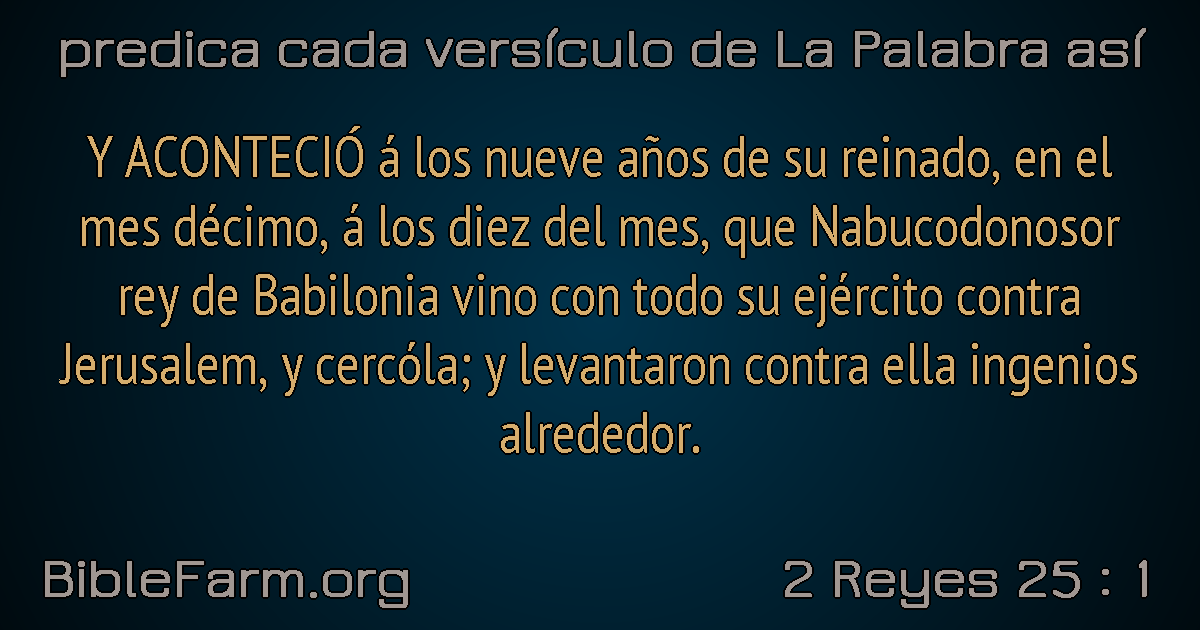 predica cada versículo de La Palabra así
Y ACONTECIÓ á los nueve años de su reinado, en el
mes décimo, á los diez del mes, que Nabucodonosor
rey de Babilonia vino con todo su ejército contra
Jerusalem, y cercóla; y levantaron contra ella ingenios
alrededor.
BibleFarm.org
2 Reyes 25 : 1